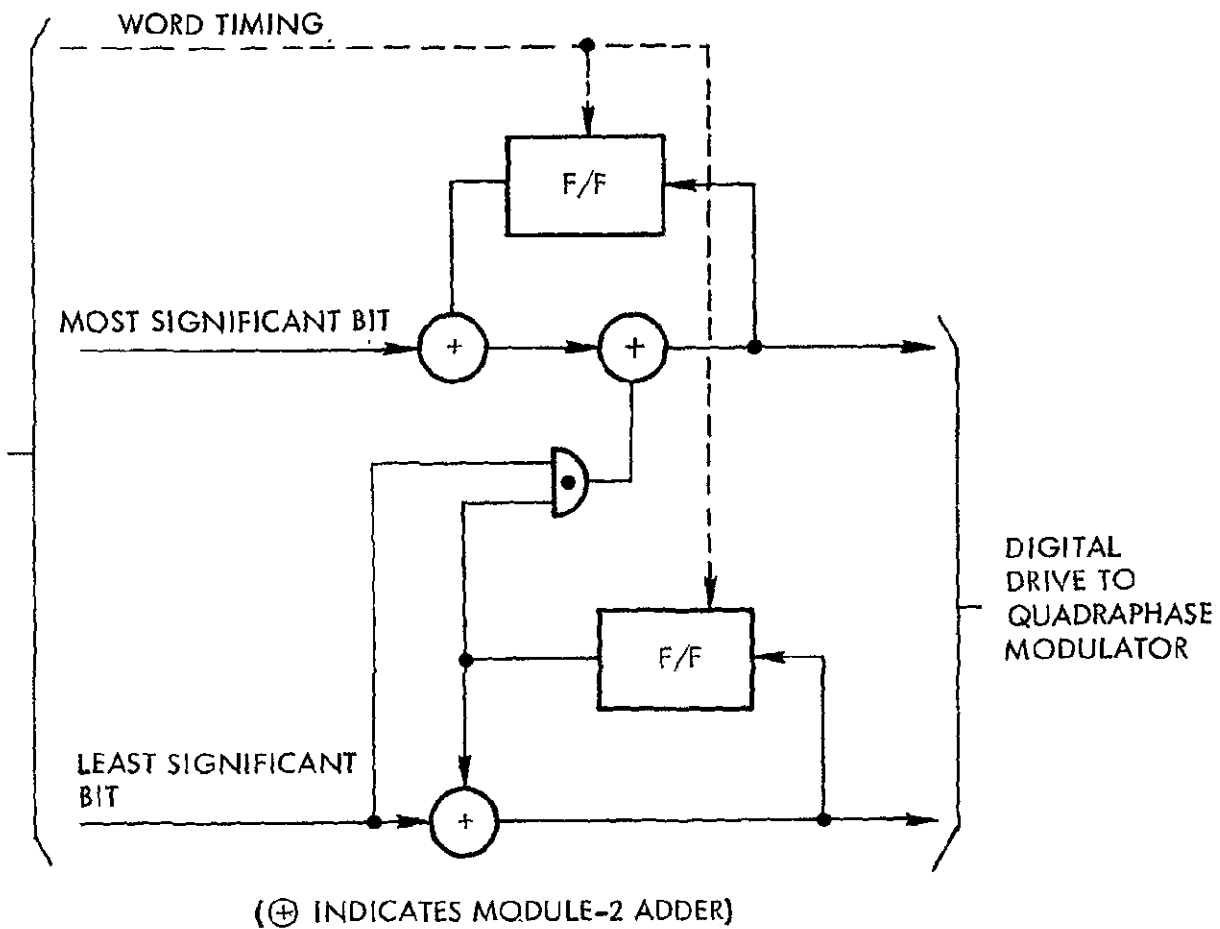 WORD TIMING
F/F
MOST SIGNIFICANT BIT
+
+
F/F
DIGITAL
DRIVE TO
QUADRAPHASE
MODULATOR
LEAST SIGNIFICANT
BIT
+
(⊕ INDICATES MODULE-2 ADDER)